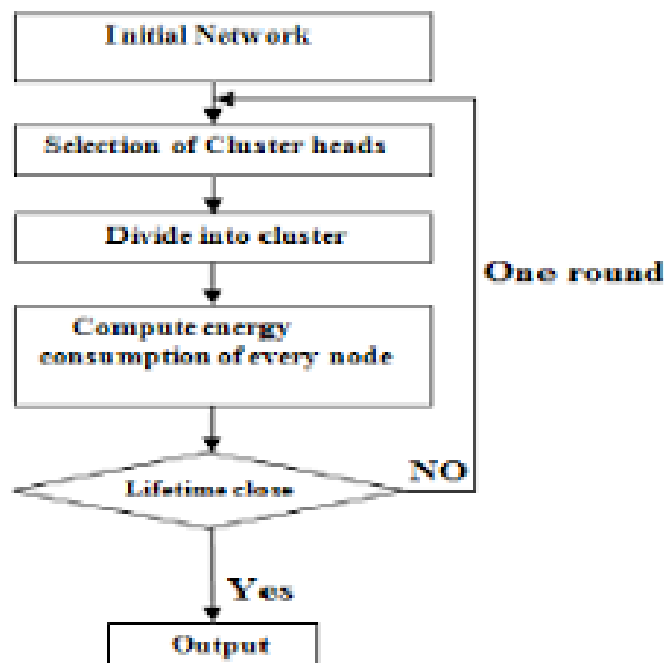 Initial Network
Selection of Cluster heads
Divide into cluster
One round
Compute energy
consumption of every node
Lifetime close
NO
Yes
Output